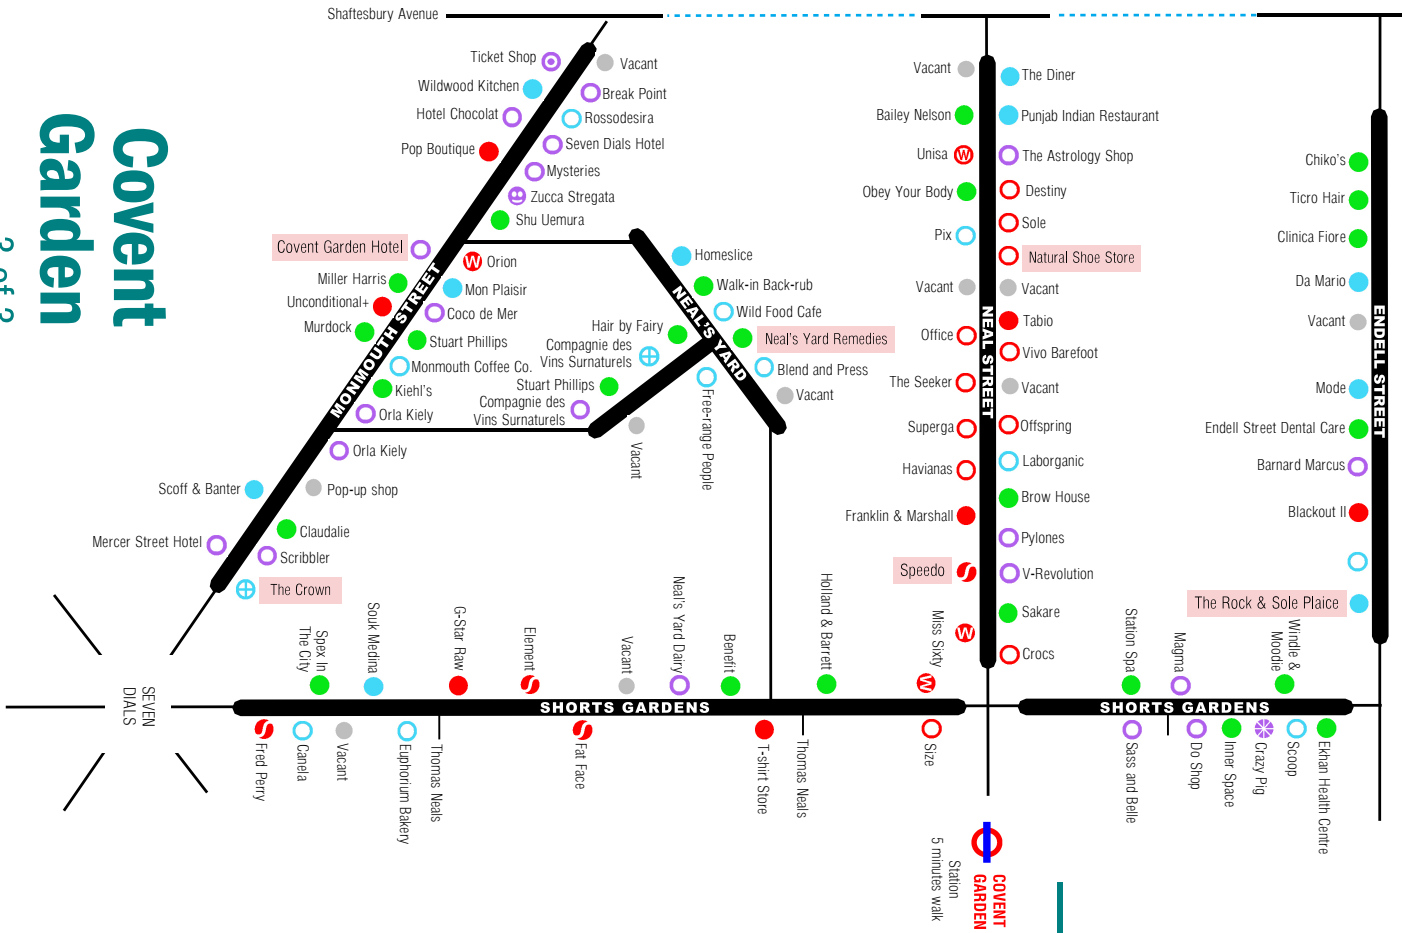 Covent
Garden
2 of 2
Shaftesbury Avenue
Ticket Shop
Wildwood Kitchen
Hotel Chocolat
Pop Boutique
Covent Garden Hotel
Miller Harris
Unconditional+
Murdock
Scoff & Banter
Mercer Street Hotel
MONMOUTH STREET
Vacant
Break Point
Rossodesira
Seven Dials Hotel
Mysteries
Zucca Stregata
Shu Uemura
W
Orion
Mon Plaisir
Coco de Mer
Stuart Phillips
Monmouth Coffee Co.
Kiehl's
Orla Kiely
Orla Kiely
Pop-up shop
Claudalie
Scribbler
The Crown
Hair by Fairy
Compagnie des
Vins Surnaturels
Stuart Phillips
Compagnie des
Vins Surnaturels
Vacant
NEAL'S YARD
Homeslice
Walk-in Back-rub
Wild Food Cafe
Neal's Yard Remedies
Blend and Press
Vacant
Free-range People
Vacant
Bailey Nelson
Unisa
W
Obey Your Body
Pix
Vacant
Office
The Seeker
Superga
Havianas
Franklin & Marshall
Speedo
Miss Sixty
W
NEAL STREET
The Diner
Punjab Indian Restaurant
The Astrology Shop
Destiny
Sole
Natural Shoe Store
Vacant
Tabio
Vivo Barefoot
Vacant
Offspring
Laborganic
Brow House
Pylones
V-Revolution
Sakare
Crocs
Chiko's
Ticro Hair
Clinica Fiore
Da Mario
Vacant
Mode
Endell Street Dental Care
Barnard Marcus
Blackout II
The Rock & Sole Plaice
ENDELL STREET
SEVEN
DIALS
Spex In
The City
Souk Medina
G-Star Raw
Element
Vacant
Neal's Yard Dairy
Benefit
Holland & Barrett
W
SHORTS GARDENS
Fred Perry
Canela
Vacant
Euphorium Bakery
Thomas Neals
Fat Face
T-shirt Store
Thomas Neals
Size
Station Spa
Magma
Windle &
Moodie
SHORTS GARDENS
Sass and Belle
Do Shop
Inner Space
Crazy Pig
Scoop
Ekhan Health Centre
COVENT
GARDEN
Station
5 minutes walk